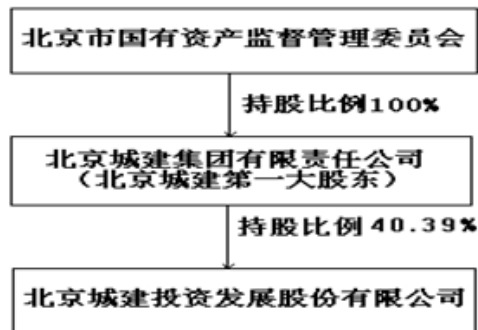 北京市国有资产监督管理委员会
持股比例100%
北京城建集团有限责任公司
（北京城建第一大股东）
持股比例 40.39%
北京城建投资发展股份有限公司